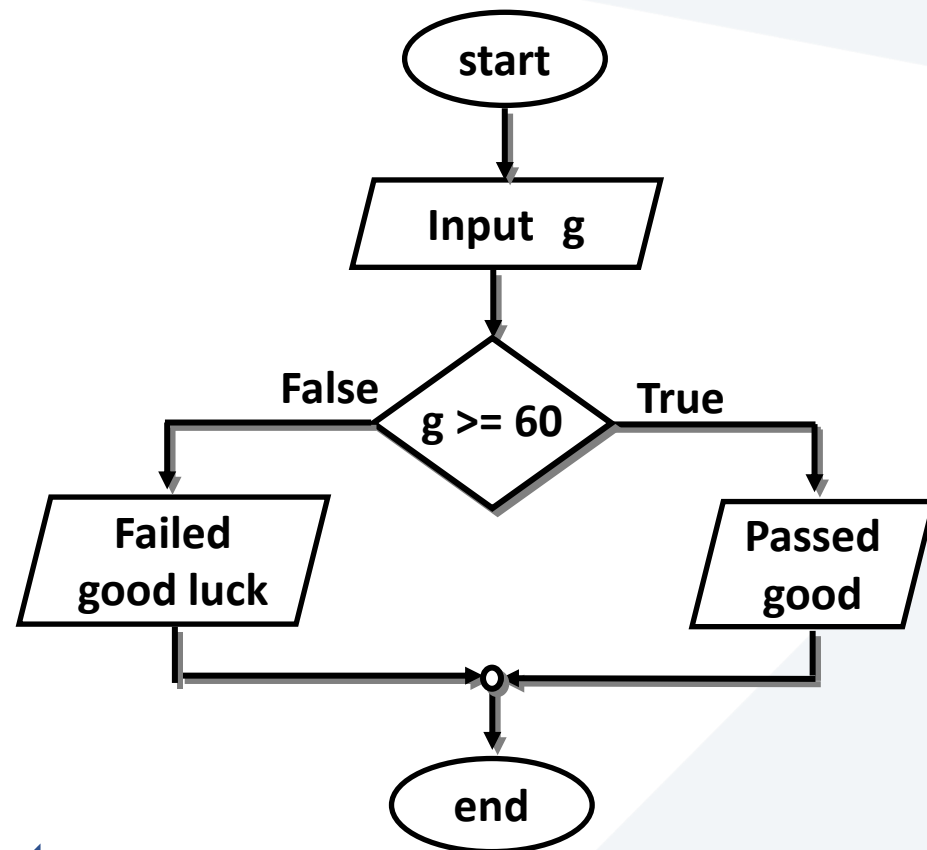 start
Input g
False
True
g >= 60
Failed
good luck
Passed
good
end